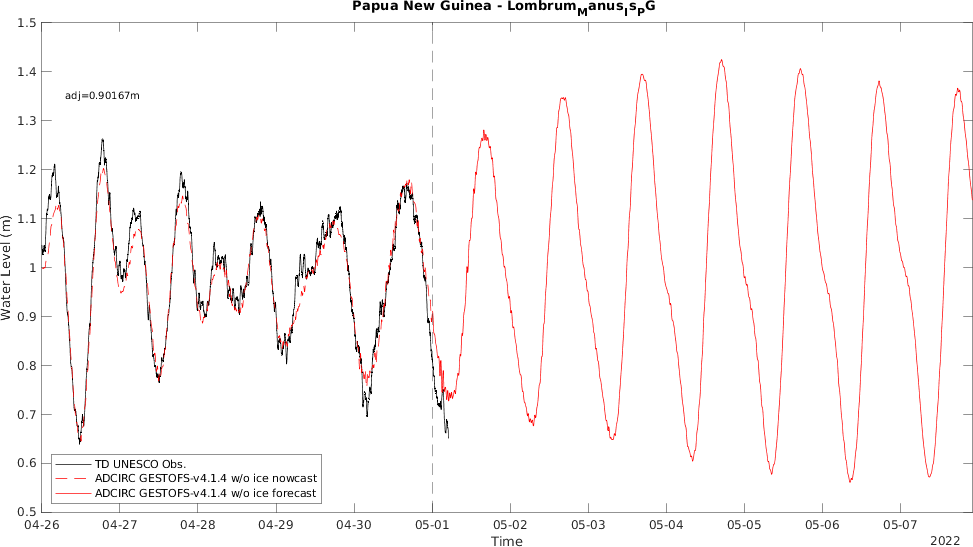 Papua New Guinea - LombrumManusIsPG
1.5
1.4
1.3
1.2
1.1
1
0.9
0.8
0.7
0.6
0.5
Water Level (m)
adj=0.90167m
TD UNESCO Obs.
ADCIRC GESTOFS-v4.1.4 w/o ice nowcast
ADCIRC GESTOFS-v4.1.4 w/o ice forecast
04-26 04-27 04-28 04-29 04-30 05-01 05-02 05-03 05-04 05-05 05-06 05-07
Time
2022